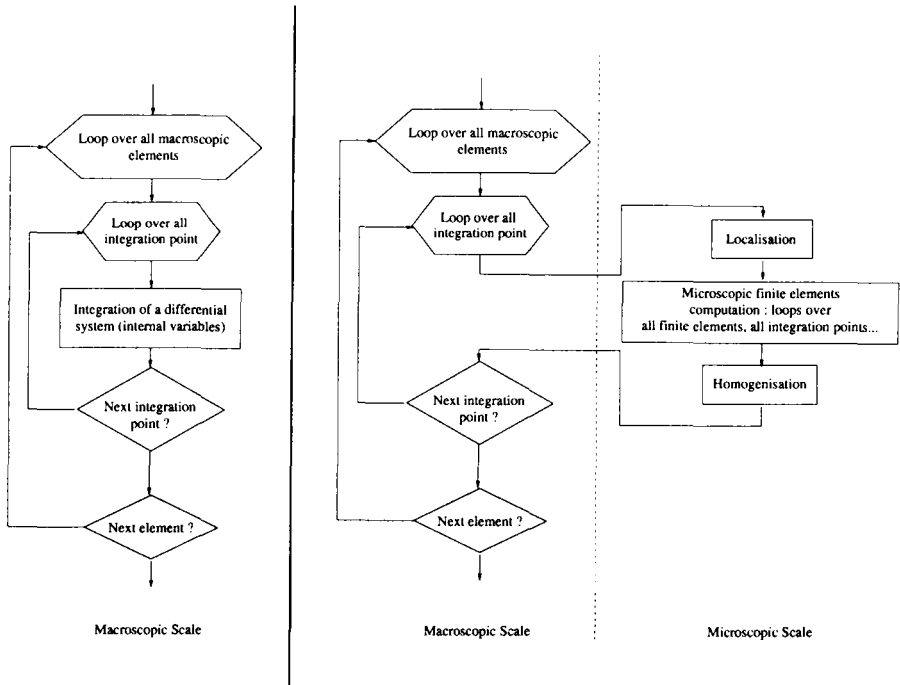 Loop over all macroscopic
elements
Loop over all
integration point
Integration of a differential
system (internal variables)
Next integration
point ?
Next element ?
Macroscopic Scale
Loop over all macroscopic
elements
Loop over all
integration point
Next integration
point ?
Next element ?
Macroscopic Scale
Localisation
Microscopic finite elements
computation : loops over
all finite elements, all integration points...
Homogenisation
Microscopic Scale